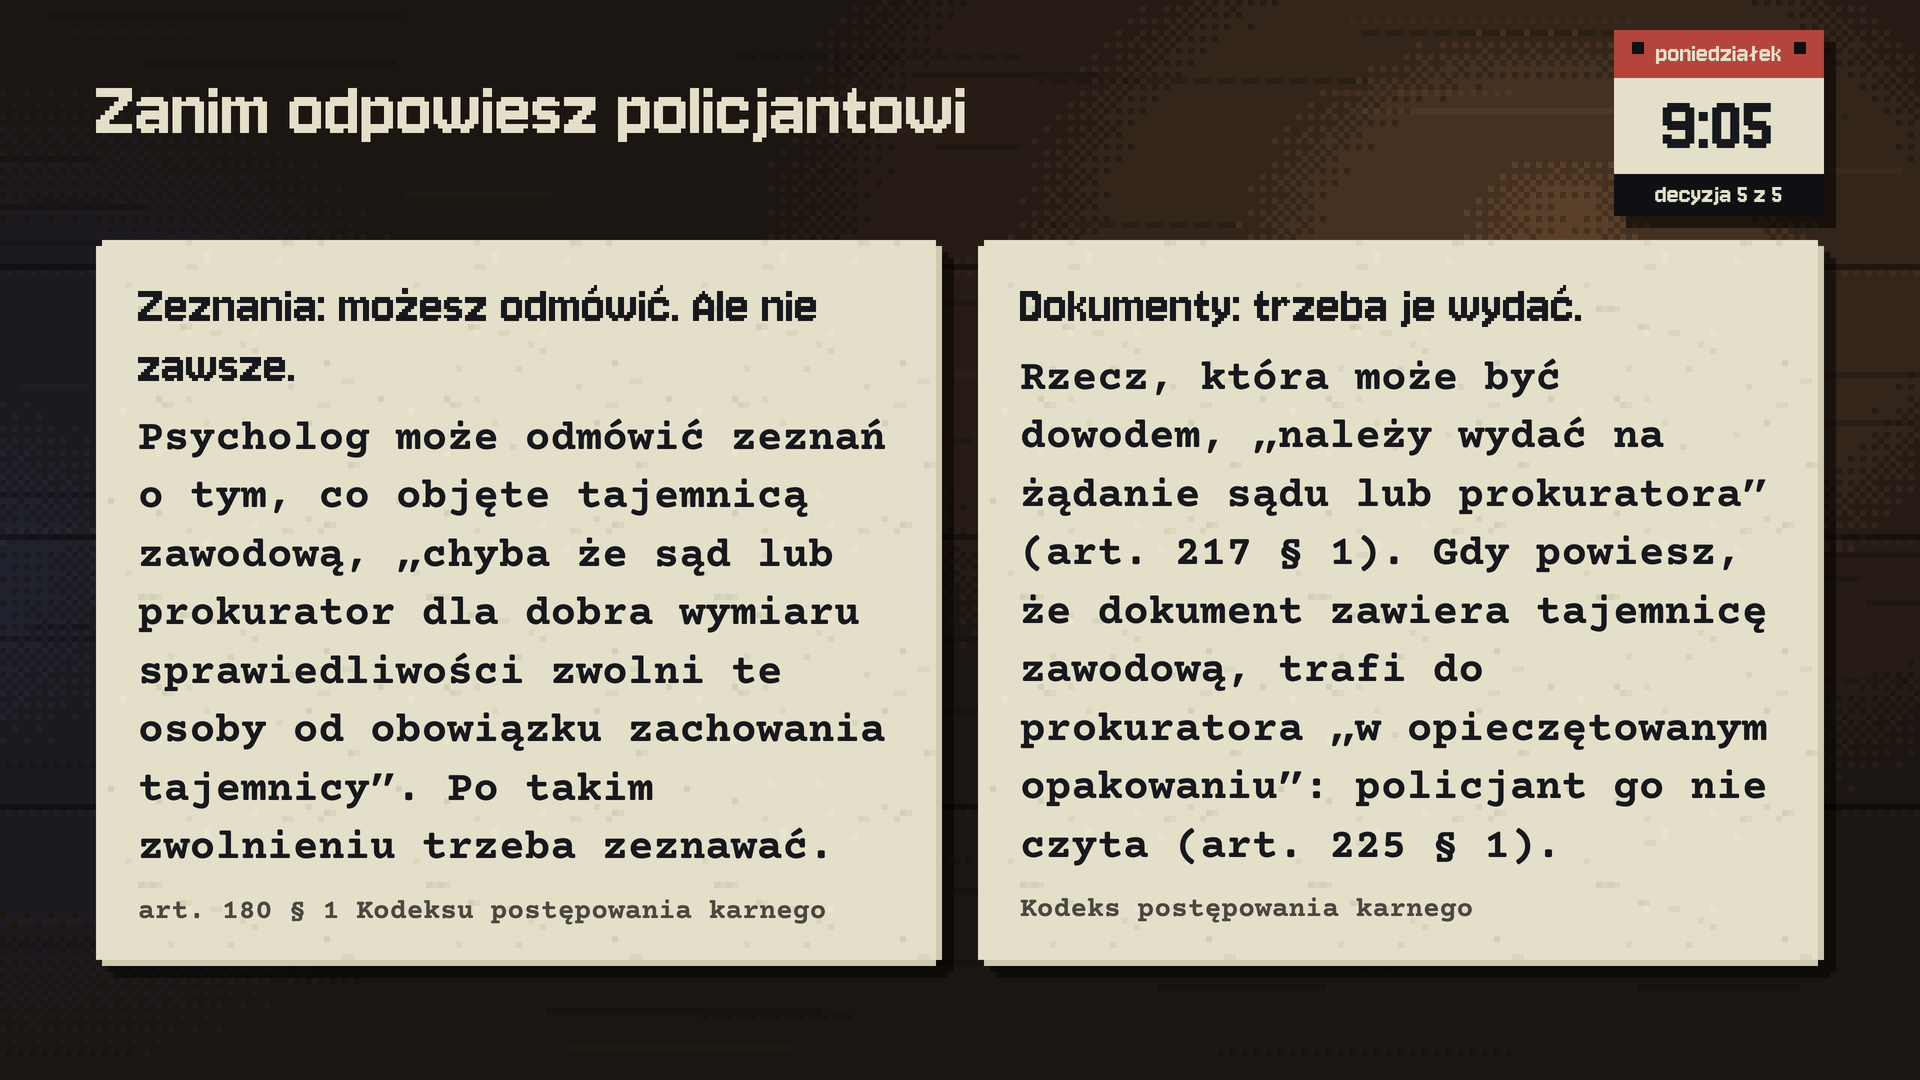 Zanim odpowiesz policjantowi
poniedziałek
9:05
decyzja 5 z 5
Zeznania: możesz odmówić. Ale nie
zawsze.
Psycholog może odmówić zeznań
o tym, co objęte tajemnicą
zawodową, „chyba że sąd lub
prokurator dla dobra wymiaru
sprawiedliwości zwolni te
osoby od obowiązku zachowania
tajemnicy”. Po takim
zwolnieniu trzeba zeznawać.
art. 180 § 1 Kodeksu postępowania karnego
Dokumenty: trzeba je wydać.
Rzecz, która może być
dowodem, „należy wydać na
żądanie sądu lub prokuratora”
(art. 217 § 1). Gdy powiesz,
że dokument zawiera tajemnicę
zawodową, trafi do
prokuratora „w opieczętowanym
opakowaniu”: policjant go nie
czyta (art. 225 § 1).
Kodeks postępowania karnego